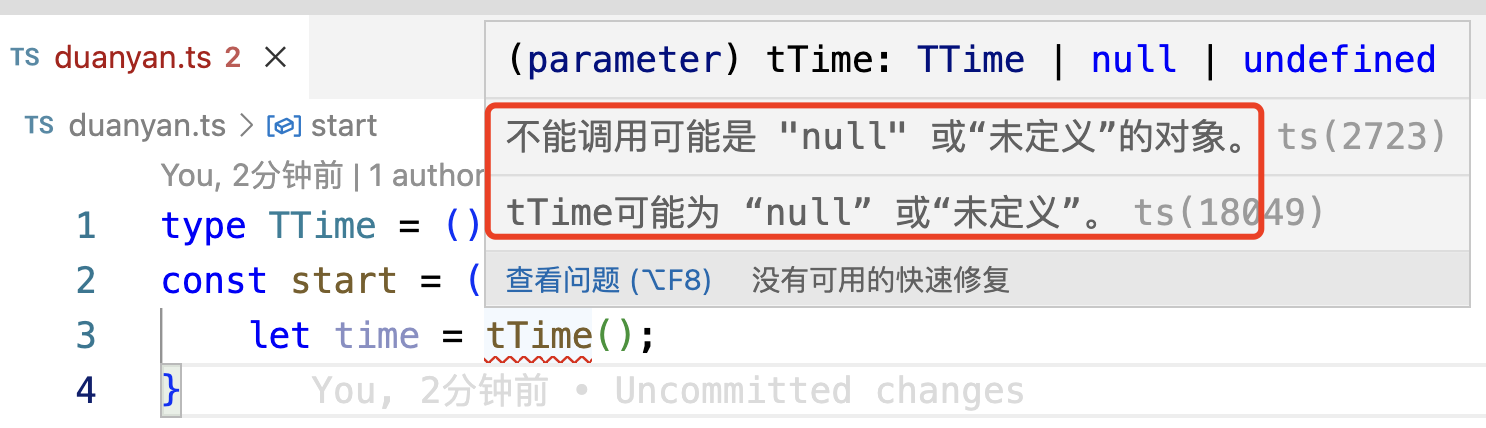 TS duanyan.ts 2 ×
(parameter) tTime: TTime | null | undefined
TS duanyan.ts > start
不能调用可能是 "null" 或“未定义”的对象。 ts(2723)
You, 2分钟前 | 1 author
tTime可能为 “null” 或“未定义”。 ts(18049)
1 type TTime = ()
2 const start = (
查看问题 (⌥F8) 没有可用的快速修复
3 let time = tTime();
4 } You, 2分钟前 • Uncommitted changes